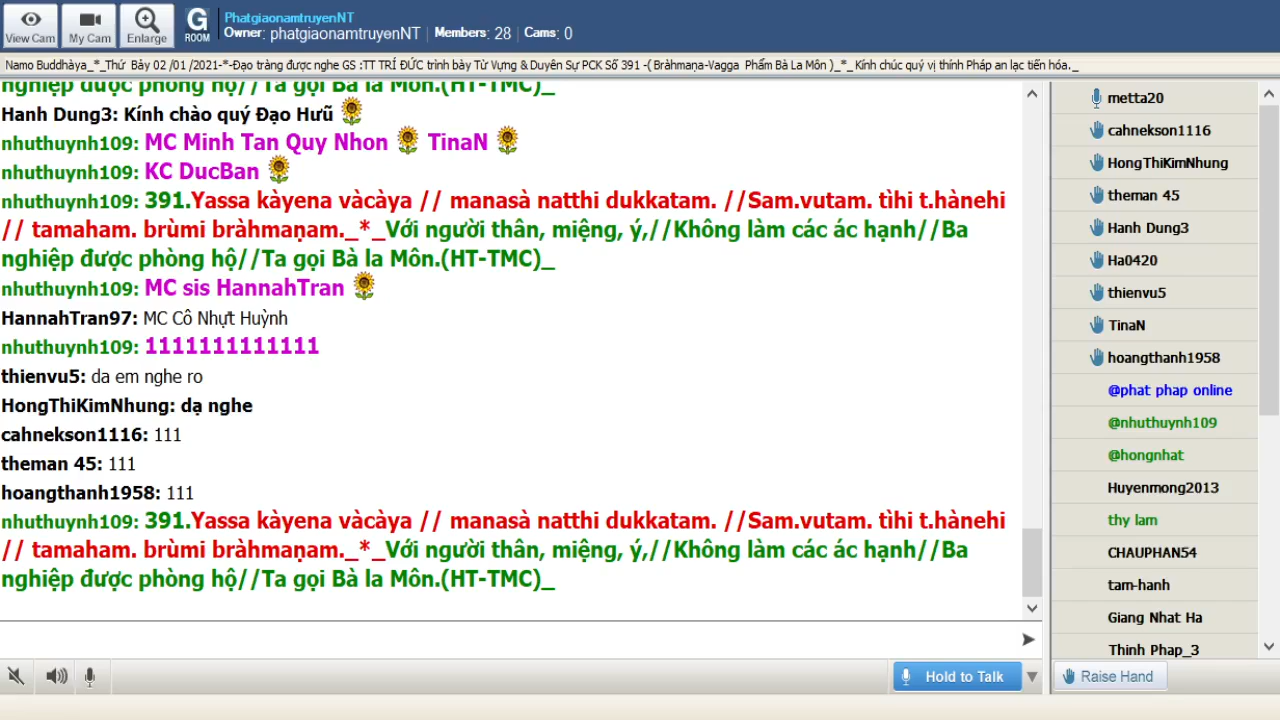 View Cam
My Cam
Enlarge
G
ROOM
PhatgiaonamtruyenNT
Owner: phatgiaonamtruyenNT | Members: 28 | Cams: 0
Namo Buddhàya_*_Thứ Bảy 02 /01 /2021-*-Đạo tràng được nghe GS :TT TRÍ ĐỨC trình bày Từ Vựng & Duyên Sự PCK Số 391 -( Bràhmaṇa-Vagga Phẩm Bà La Môn )_*_ Kính chúc quý vị thính Pháp an lạc tiến hóa._
nghiệp được phòng hộ//Ta gọi Bà la Môn.(HT-TMC)_
Hanh Dung3: Kính chào quý Đạo Hưũ
nhuthuynh109: MC Minh Tan Quy Nhon TinaN
nhuthuynh109: KC DucBan
nhuthuynh109: 391.Yassa kàyena vàcàya // manasà natthi dukkatam. //Sam.vutam. tìhi t.hànehi
// tamaham. brùmi bràhmaṇam._*_Với người thân, miệng, ý,//Không làm các ác hạnh//Ba
nghiệp được phòng hộ//Ta gọi Bà la Môn.(HT-TMC)_
nhuthuynh109: MC sis HannahTran
HannahTran97: MC Cô Nhựt Huỳnh
nhuthuynh109: 1111111111111
thienvu5: da em nghe ro
HongThiKimNhung: dạ nghe
cahnekson1116: 111
theman 45: 111
hoangthanh1958: 111
nhuthuynh109: 391.Yassa kàyena vàcàya // manasà natthi dukkatam. //Sam.vutam. tìhi t.hànehi
// tamaham. brùmi bràhmaṇam._*_Với người thân, miệng, ý,//Không làm các ác hạnh//Ba
nghiệp được phòng hộ//Ta gọi Bà la Môn.(HT-TMC)_
Hold to Talk
metta20
cahnekson1116
HongThiKimNhung
theman 45
Hanh Dung3
Ha0420
thienvu5
TinaN
hoangthanh1958
@phat phap online
@nhuthuynh109
@hongnhat
Huyenmong2013
thy lam
CHAUPHAN54
tam-hanh
Giang Nhat Ha
Thinh Phap_3
Raise Hand